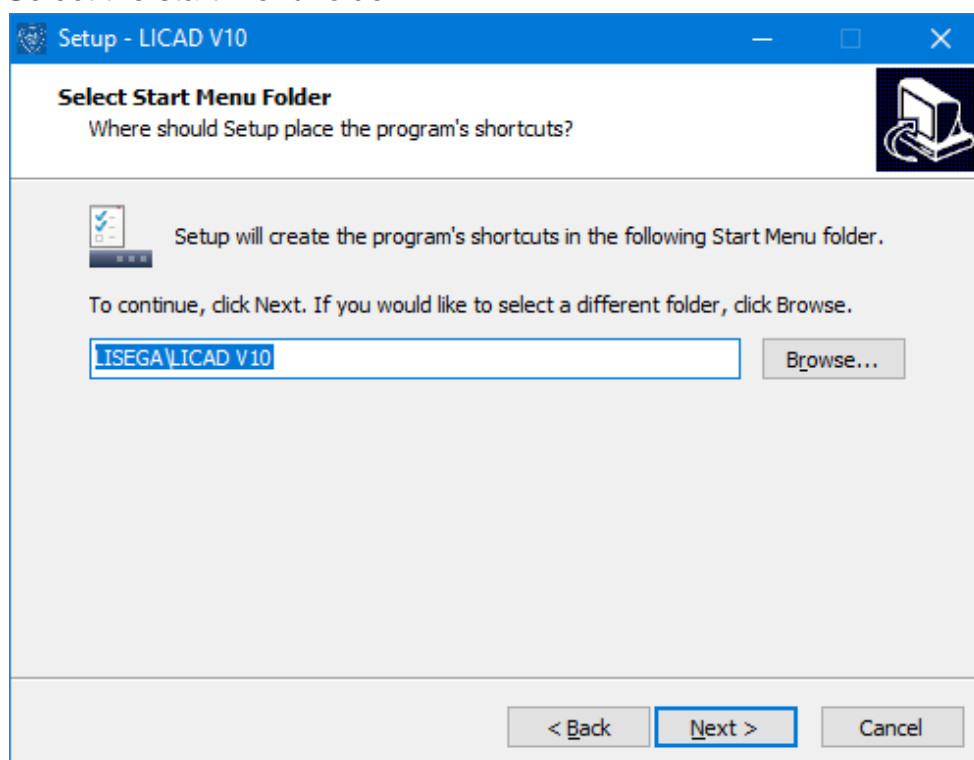 Setup - LICAD V10
Select Start Menu Folder
Where should Setup place the program's shortcuts?
Setup will create the program's shortcuts in the following Start Menu folder.
To continue, click Next. If you would like to select a different folder, click Browse.
LISEGA\LICAD V10
Browse...
< Back
Next >
Cancel